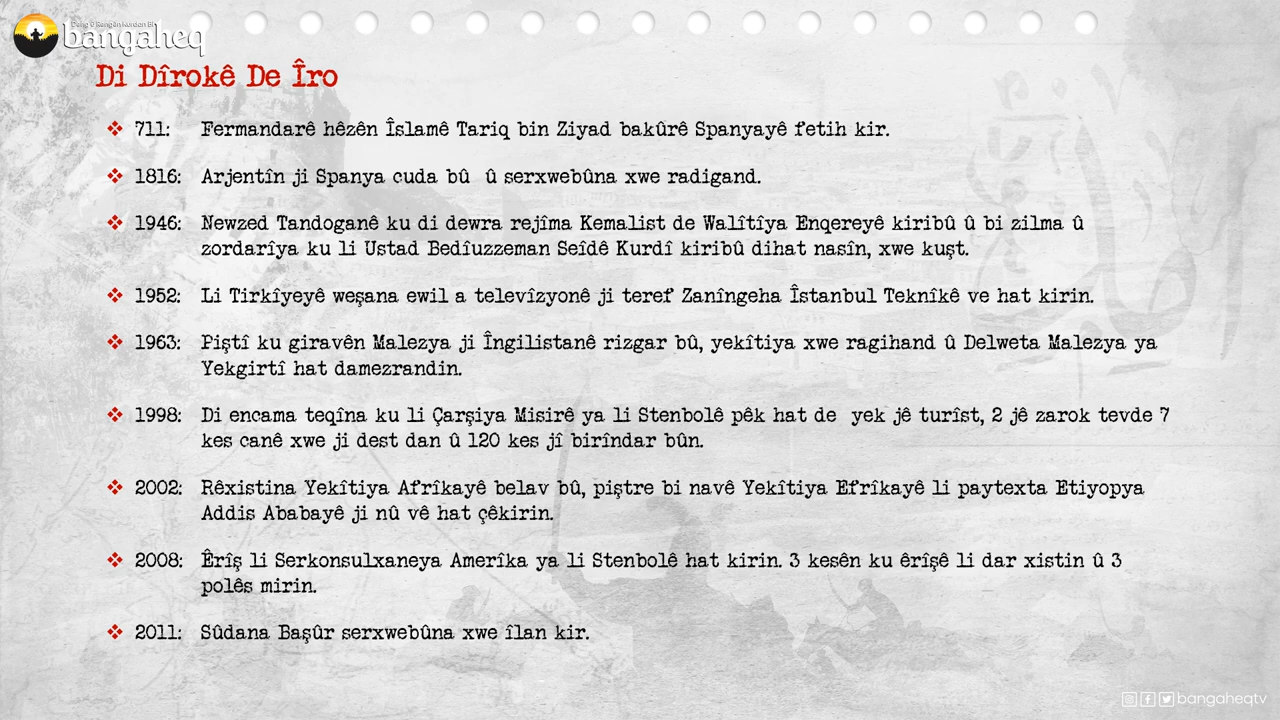 Deng û Rengên Kurdan Bi
bangaheq
Di Dîrokê De Îro
❖ 711: Fermandarê hêzên Îslamê Tariq bin Ziyad bakûrê Spanyayê fetih kir.
❖ 1816: Arjentîn ji Spanya cuda bû û serxwebûna xwe radigand.
❖ 1946: Newzed Tandoganê ku di dewra rejîma Kemalist de Walîtîya Enqereyê kiribû û bi zilma û
zordarîya ku li Ustad Bedîuzzeman Seîdê Kurdî kiribû dihat nasîn, xwe kuşt.
❖ 1952: Li Tirkîyeyê weşana ewil a televîzyonê ji teref Zanîngeha Îstanbul Teknîkê ve hat kirin.
❖ 1963: Piştî ku giravên Malezya ji Îngilistanê rizgar bû, yekîtiya xwe ragihand û Delweta Malezya ya
Yekgirtî hat damezrandin.
❖ 1998: Di encama teqîna ku li Çarşiya Misirê ya li Stenbolê pêk hat de yek jê turîst, 2 jê zarok tevde 7
kes canê xwe ji dest dan û 120 kes jî birîndar bûn.
❖ 2002: Rêxistina Yekîtiya Afrîkayê belav bû, piştre bi navê Yekîtiya Efrîkayê li paytexta Etiyopya
Addis Ababayê ji nû vê hat çêkirin.
❖ 2008: Êrîş li Serkonsulxaneya Amerîka ya li Stenbolê hat kirin. 3 kesên ku êrîşê li dar xistin û 3
polês mirin.
❖ 2011: Sûdana Başûr serxwebûna xwe îlan kir.
bangaheqtv